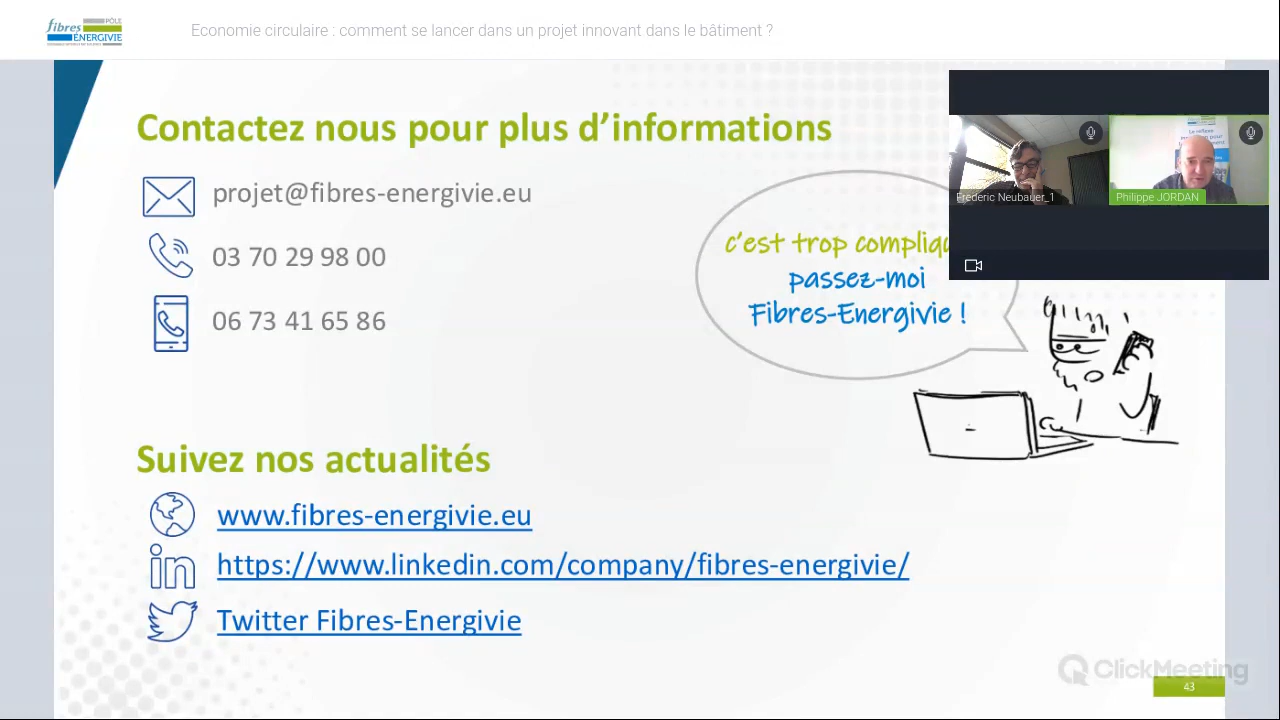 PÔLE
fibres
ÉNERGIVIE
Economie circulaire : comment se lancer dans un projet innovant dans le bâtiment ?
Contactez nous pour plus d’informations
projet@fibres-energivie.eu
03 70 29 98 00
06 73 41 65 86
c’est trop compliqu
passez-moi
Fibres-Energivie !
Frederic Neubauer_1
Philippe JORDAN
Suivez nos actualités
www.fibres-energivie.eu
in
https://www.linkedin.com/company/fibres-energivie/
Twitter Fibres-Energivie
ClickMeeting
43